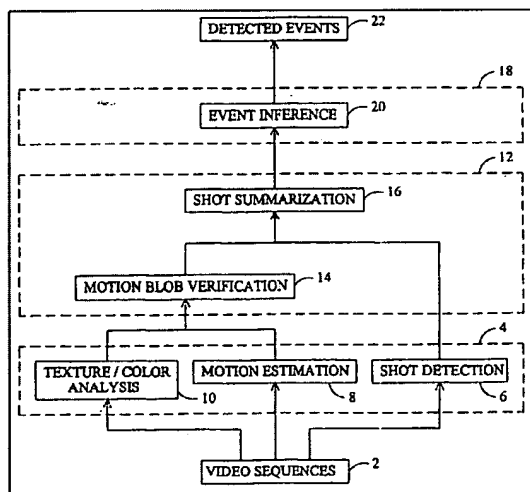 DETECTED EVENTS 22
18
EVENT INFERENCE 20
12
SHOT SUMMARIZATION 16
MOTION BLOB VERIFICATION 14
4
TEXTURE / COLOR
ANALYSIS 10
MOTION ESTIMATION 8
SHOT DETECTION 6
VIDEO SEQUENCES 2